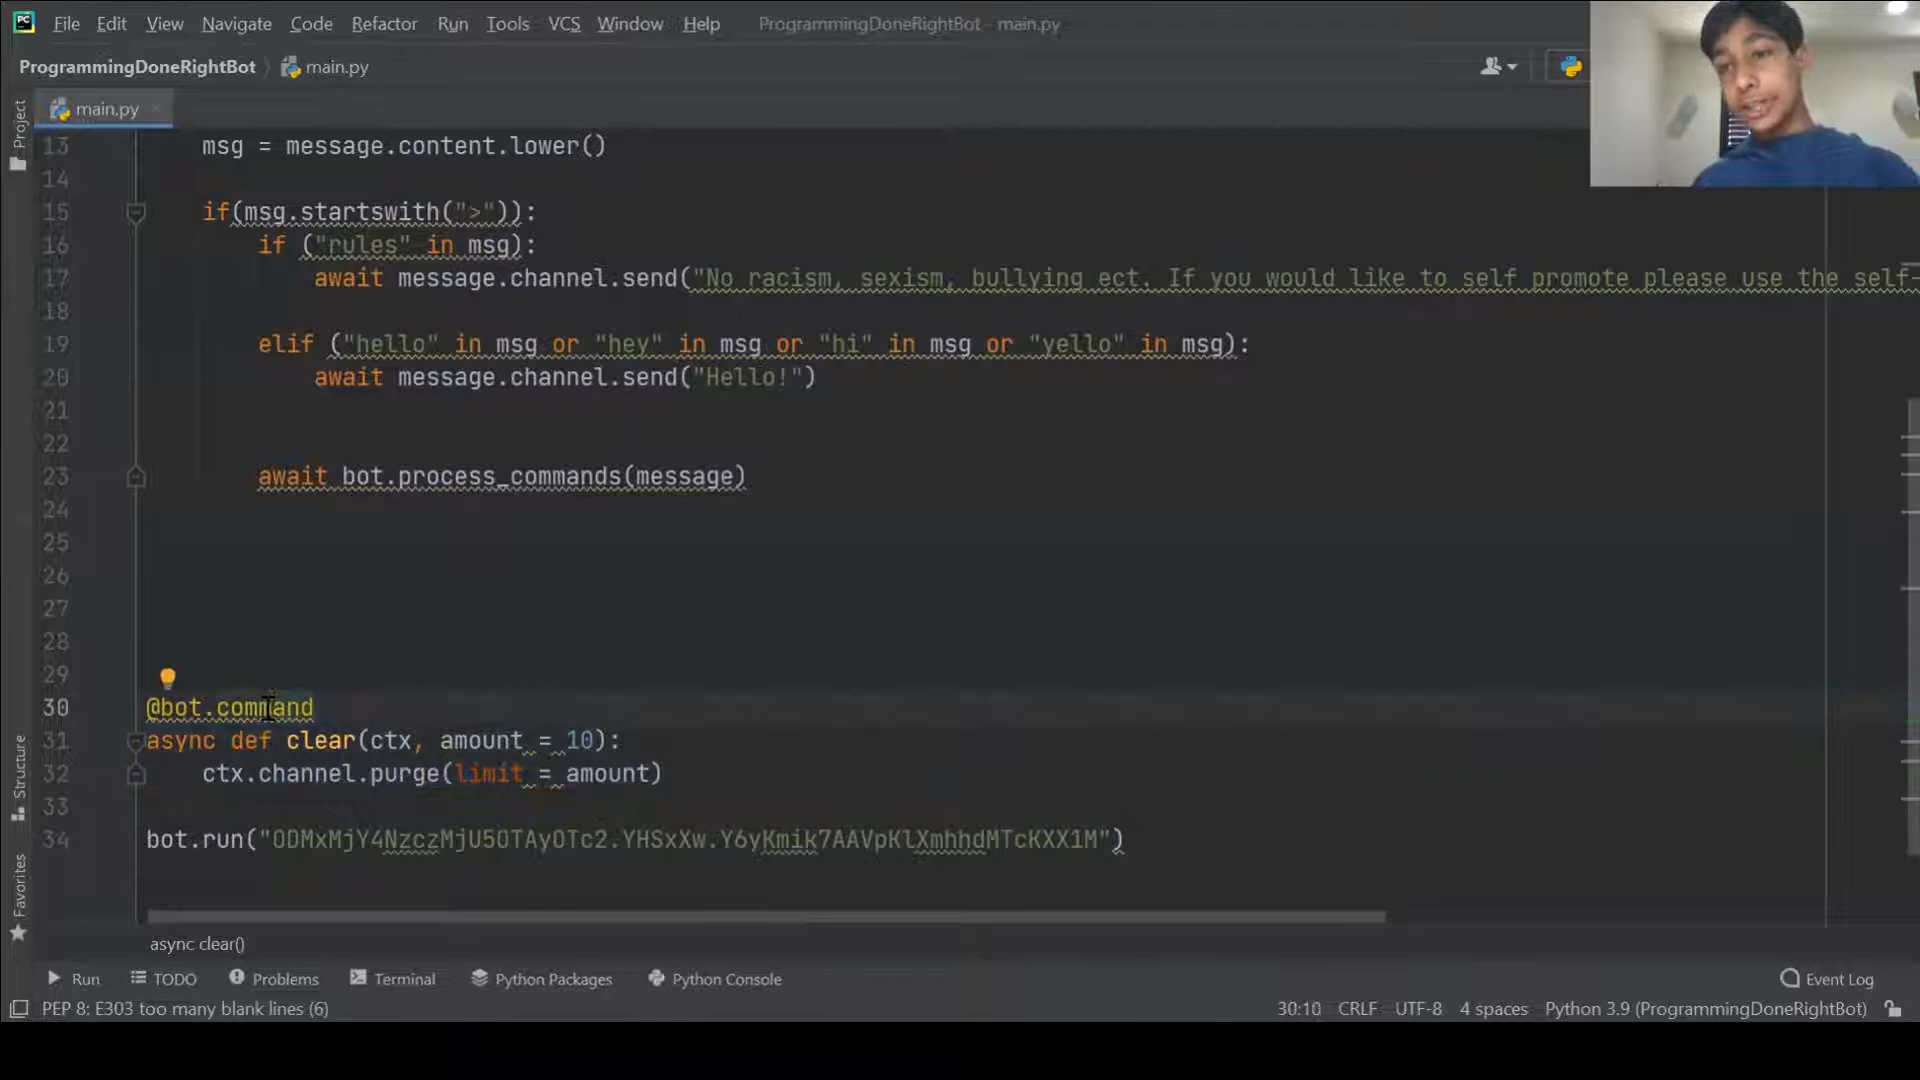 File Edit View Navigate Code Refactor Run Tools VCS Window Help ProgrammingDoneRightBot - main.py
ProgrammingDoneRightBot main.py
main.py
Project
13 msg = message.content.lower()
14
15 if(msg.startswith(">")):
16 if ("rules" in msg):
17 await message.channel.send("No racism, sexism, bullying ect. If you would like to self promote please use the self-
18
19 elif ("hello" in msg or "hey" in msg or "hi" in msg or "yello" in msg):
20 await message.channel.send("Hello!")
21
22
23 await bot.process_commands(message)
24
25
26
27
28
29
30 @bot.command
31 async def clear(ctx, amount = 10):
32 ctx.channel.purge(limit = amount)
33
34 bot.run("ODMxMjY4NzczMjU5OTAyOTc2.YHSxXw.Y6yKmik7AAVpKlXmhhdMTcKXX1M")
Structure
Favorites
async clear()
Run TODO Problems Terminal Python Packages Python Console Event Log
PEP 8: E303 too many blank lines (6) 30:10 CRLF UTF-8 4 spaces Python 3.9 (ProgrammingDoneRightBot)